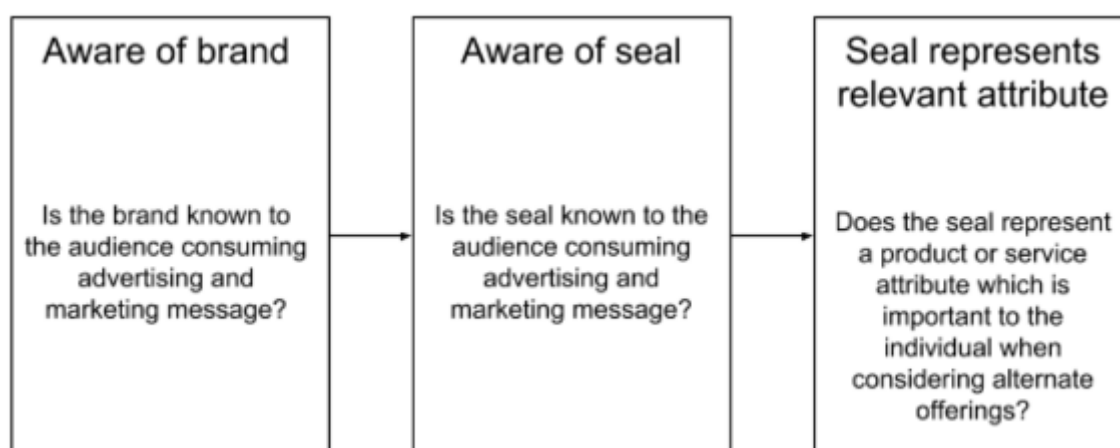 Aware of brand
Is the brand known to
the audience consuming
advertising and
marketing message?
Aware of seal
Is the seal known to the
audience consuming
advertising and
marketing message?
Seal represents
relevant attribute
Does the seal represent
a product or service
attribute which is
important to the
individual when
considering alternate
offerings?